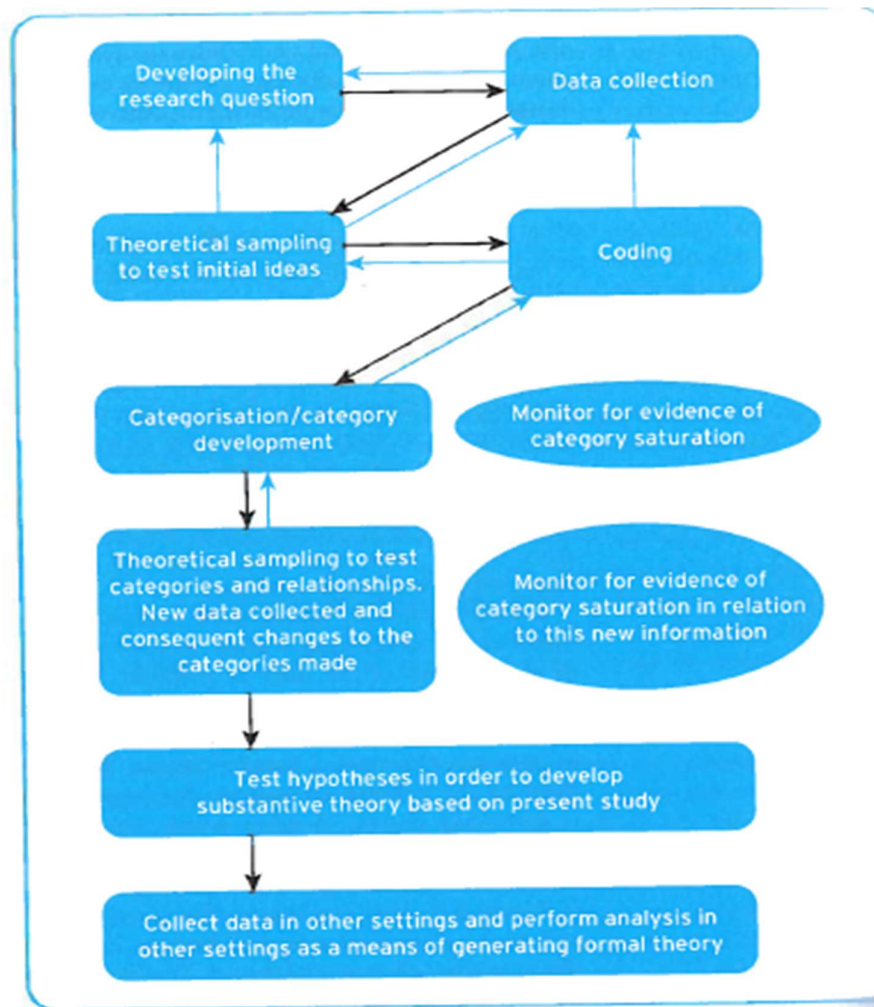 Developing the
research question
Data collection
Theoretical sampling
to test initial ideas
Coding
Categorisation/category
development
Monitor for evidence of
category saturation
Theoretical sampling to test
categories and relationships.
New data collected and
consequent changes to the
categories made
Monitor for evidence of
category saturation in relation
to this new information
Test hypotheses in order to develop
substantive theory based on present study
Collect data in other settings and perform analysis in
other settings as a means of generating formal theory